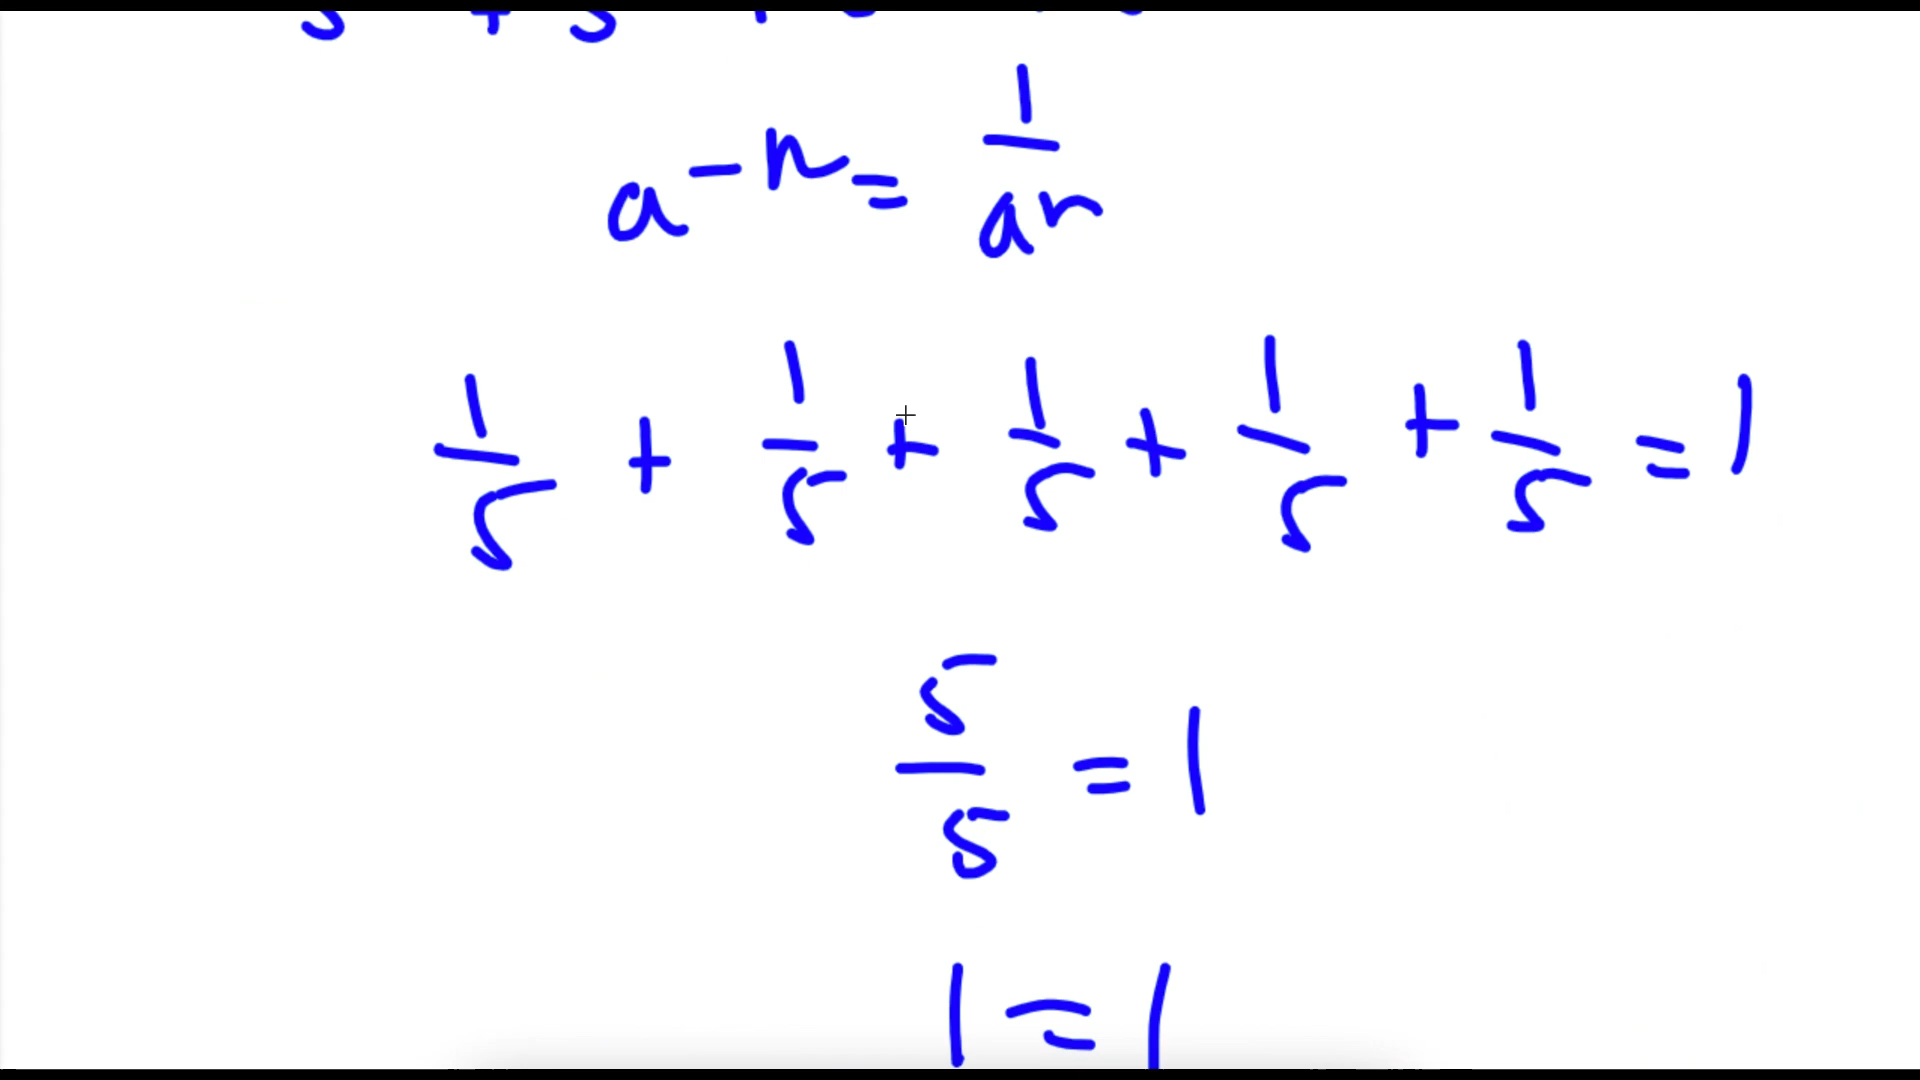 a^-n = 1/a^n
1/5 + 1/5 + 1/5 + 1/5 + 1/5 = 1
5/5 = 1
1 = 1